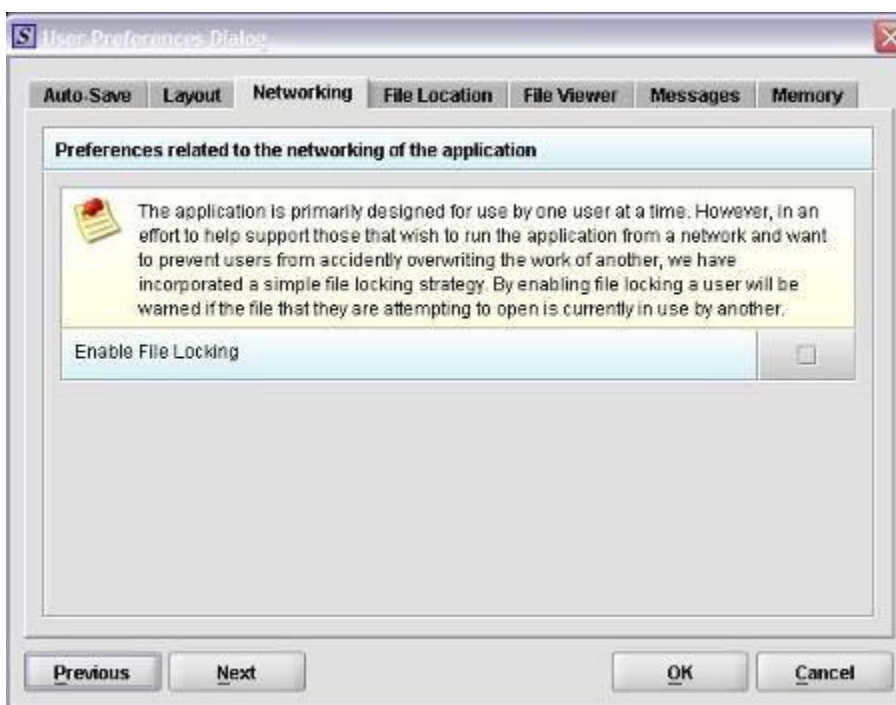 S User Preferences Dialog
Auto-Save Layout Networking File Location File Viewer Messages Memory
Preferences related to the networking of the application
The application is primarily designed for use by one user at a time. However, in an
effort to help support those that wish to run the application from a network and want
to prevent users from accidently overwriting the work of another, we have
incorporated a simple file locking strategy. By enabling file locking a user will be
warned if the file that they are attempting to open is currently in use by another.
Enable File Locking
Previous Next OK Cancel